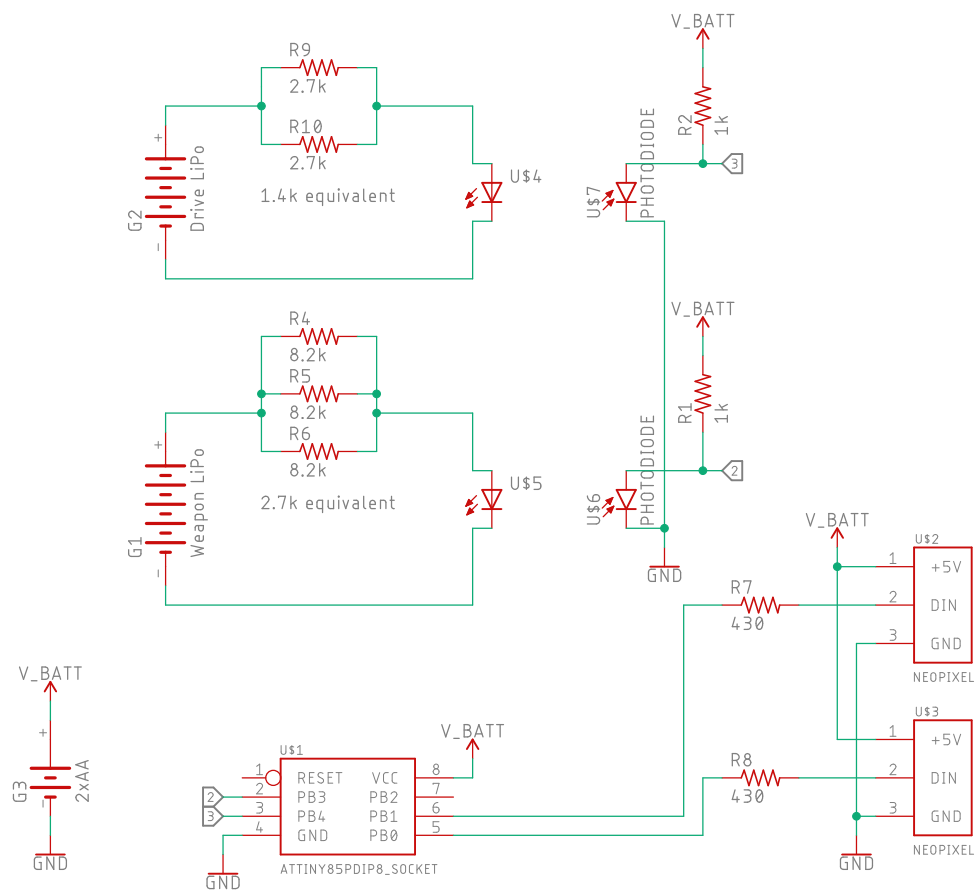 V_BATT
R9
2.7k
R10
2.7k
1.4k equivalent
+
G2
Drive LiPo
-
U$4
U$7
PHOTODIODE
R2
1k
3
V_BATT
R4
8.2k
R5
8.2k
R6
8.2k
2.7k equivalent
+
G1
Weapon LiPo
-
U$5
U$6
PHOTODIODE
R1
1k
2
GND
V_BATT
U$2
1 +5V
2 DIN
3 GND
NEOPIXEL
R7
430
V_BATT
+
G3
2xAA
-
GND
V_BATT
U$1
1 RESET VCC 8
2 2 PB3 PB2 7
3 3 PB4 PB1 6
4 GND PB0 5
ATTINY85PDIP8_SOCKET
GND
R8
430
U$3
1 +5V
2 DIN
3 GND
NEOPIXEL
GND